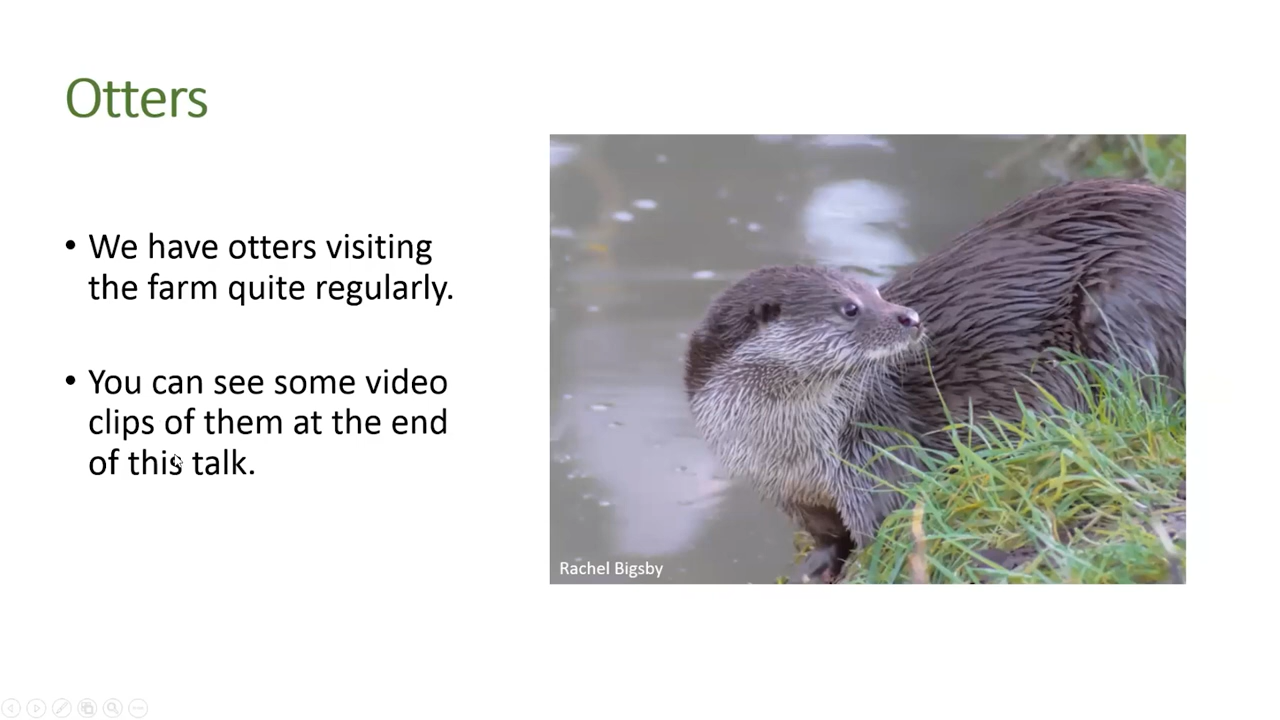 Otters
• We have otters visiting
the farm quite regularly.
• You can see some video
clips of them at the end
of this talk.
Rachel Bigsby